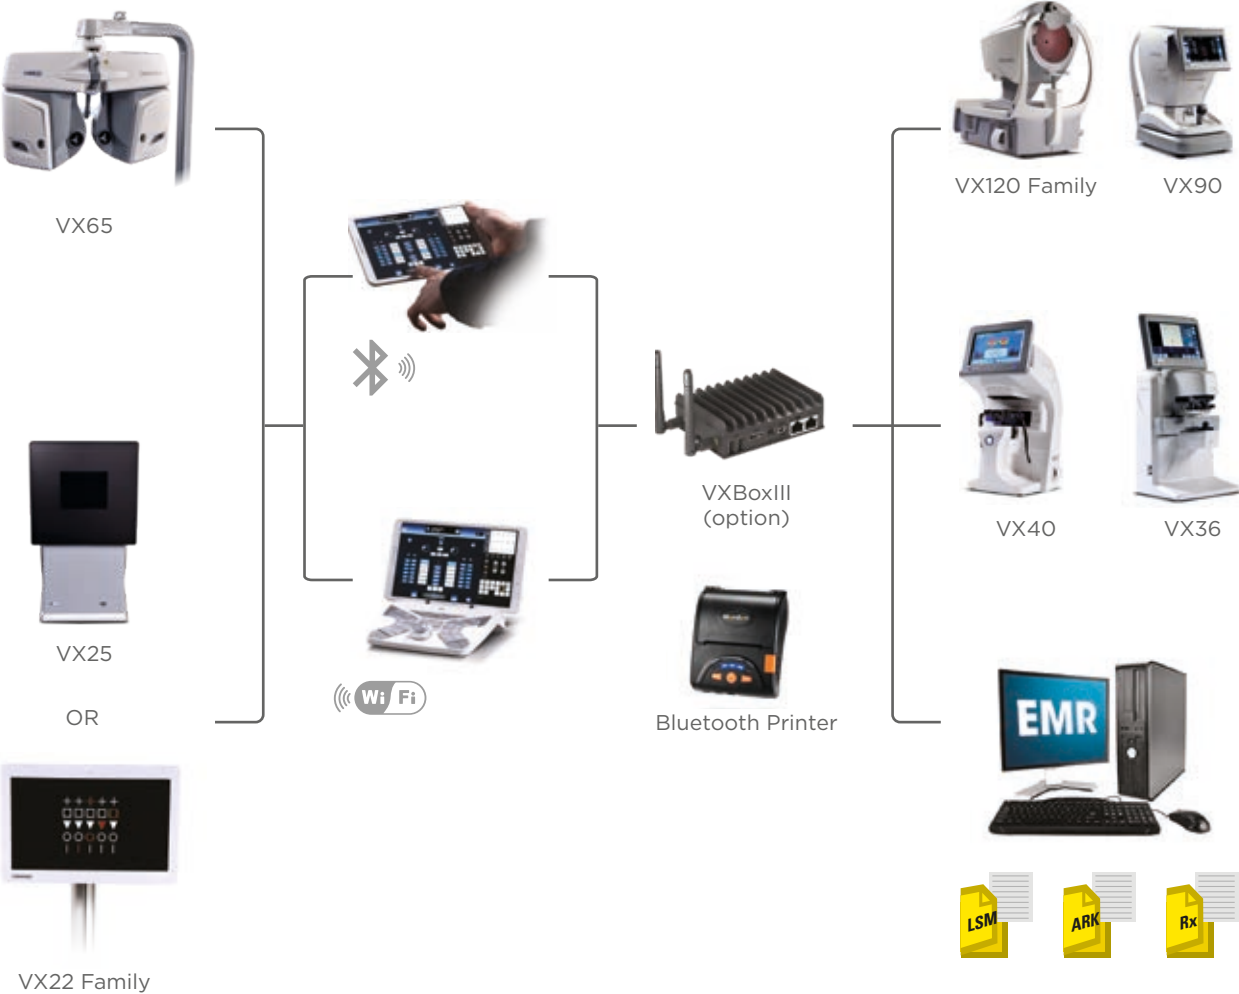 VX120 Family
VX90
VX65
VXBoxIII
(option)
VX40
VX36
VX25
Wi Fi
OR
Bluetooth Printer
EMR
LSM
ARK
Rx
VX22 Family